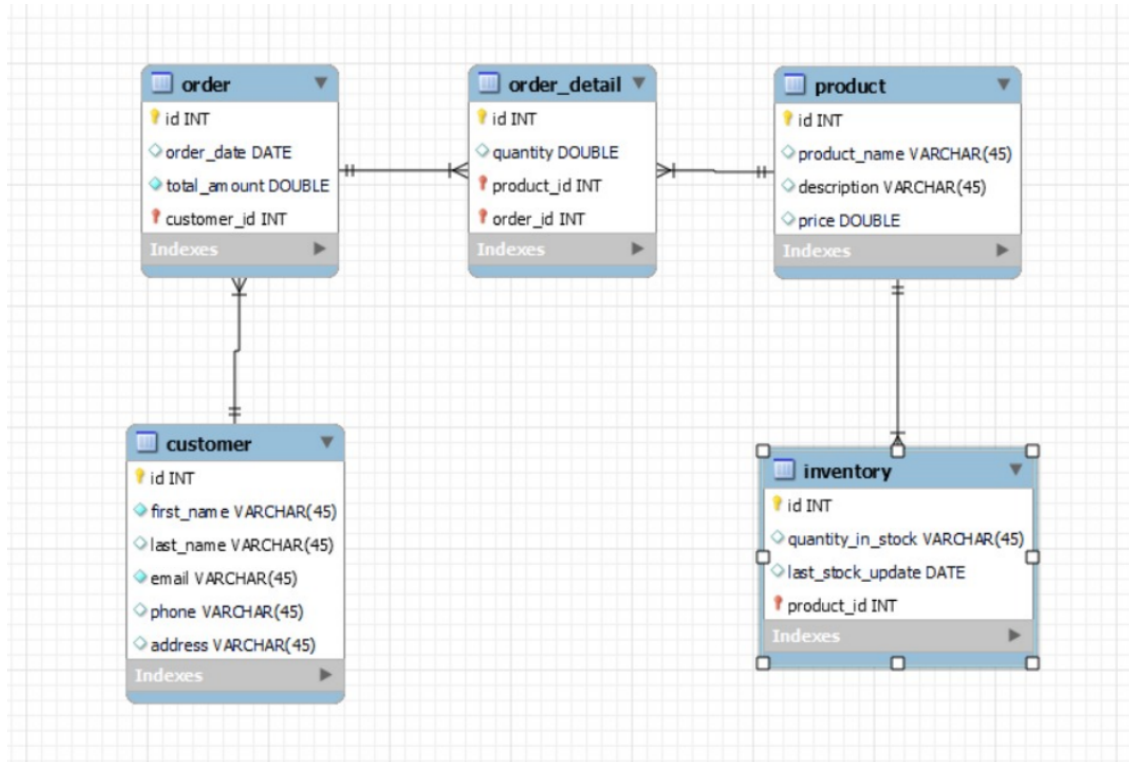 order
id INT
order_date DATE
total_amount DOUBLE
customer_id INT
Indexes
order_detail
id INT
quantity DOUBLE
product_id INT
order_id INT
Indexes
product
id INT
product_name VARCHAR(45)
description VARCHAR(45)
price DOUBLE
Indexes
customer
id INT
first_name VARCHAR(45)
last_name VARCHAR(45)
email VARCHAR(45)
phone VARCHAR(45)
address VARCHAR(45)
Indexes
inventory
id INT
quantity_in_stock VARCHAR(45)
last_stock_update DATE
product_id INT
Indexes